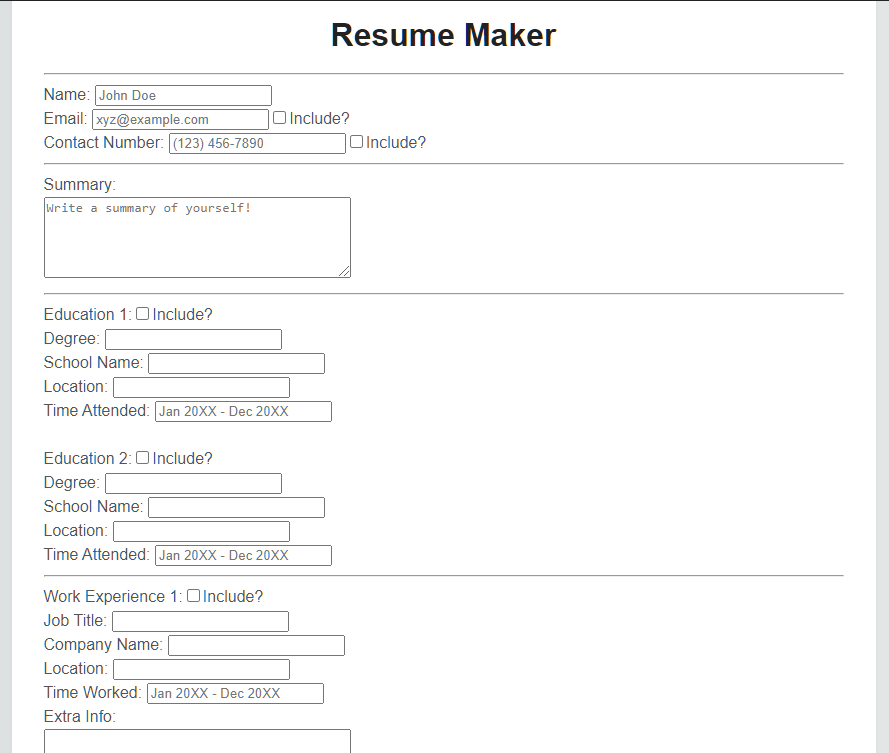 Resume Maker
Name: John Doe
Email: xyz@example.com Include?
Contact Number: (123) 456-7890 Include?
Summary:
Write a summary of yourself!
Education 1: Include?
Degree:
School Name:
Location:
Time Attended: Jan 20XX - Dec 20XX
Education 2: Include?
Degree:
School Name:
Location:
Time Attended: Jan 20XX - Dec 20XX
Work Experience 1: Include?
Job Title:
Company Name:
Location:
Time Worked: Jan 20XX - Dec 20XX
Extra Info: